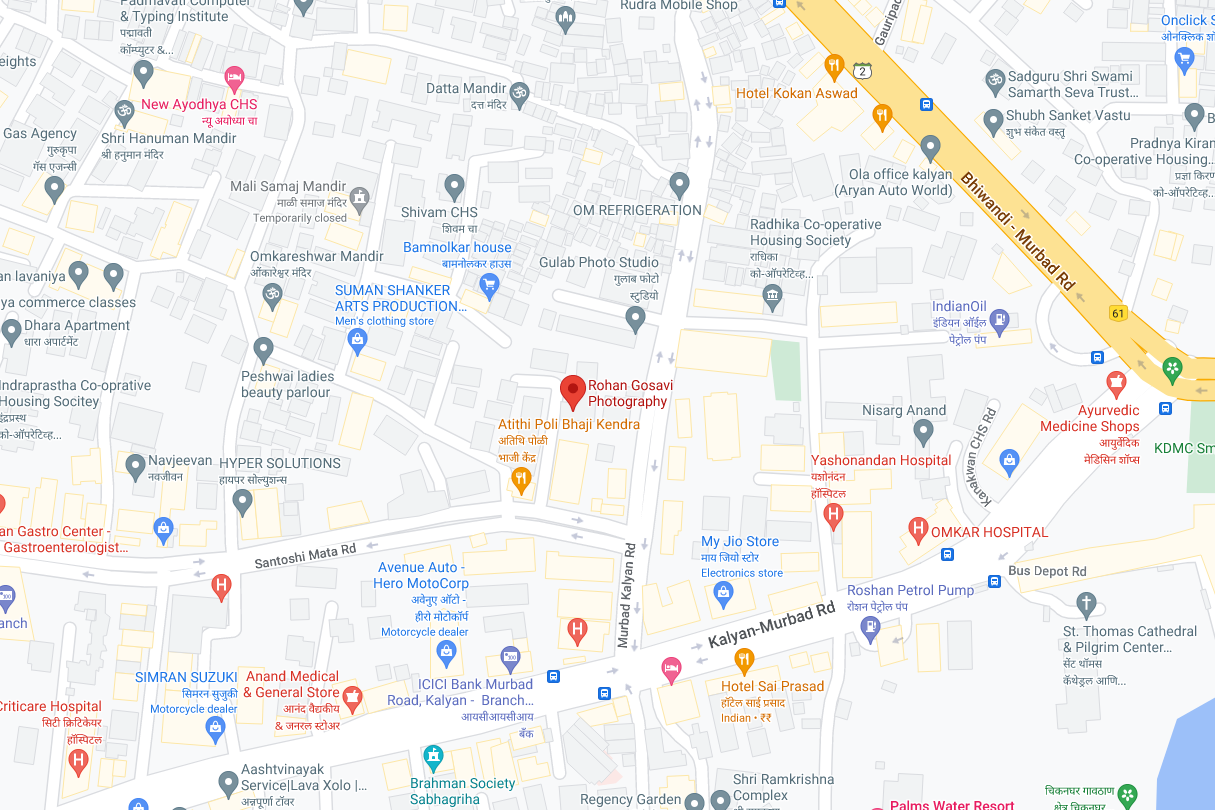 Padmavati Computer
& Typing Institute
पद्मावती
कॉम्प्युटर &...
Rudra Mobile Shop
Gauripad
Onclick S
ओनक्लिक शॉ
eights
New Ayodhya CHS
न्यू अयोध्या चा
Datta Mandir
दत्त मंदिर
Hotel Kokan Aswad
2
Sadguru Shri Swami
Samarth Seva Trust...
Shubh Sanket Vastu
शुभ संकेत वस्तू
Gas Agency
गुरुकृपा
गॅस एजन्सी
Shri Hanuman Mandir
श्री हनुमान मंदिर
Pradnya Kiran
Co-operative Housing...
प्रज्ञा किरण
को-ऑपरेटिव्ह...
Ola office kalyan
(Aryan Auto World)
Bhiwandi - Murbad Rd
Mali Samaj Mandir
माळी समाज मंदिर
Temporarily closed
Shivam CHS
शिवम चा
OM REFRIGERATION
Radhika Co-operative
Housing Society
राधिका
को-ऑपरेटिव्ह...
Bamnolkar house
बामनोलकर हाउस
Omkareshwar Mandir
ओंकारेश्वर मंदिर
Gulab Photo Studio
गुलाब फोटो
स्टुडियो
an lavaniya
ya commerce classes
SUMAN SHANKER
ARTS PRODUCTION...
Men's clothing store
IndianOil
इंडियन ऑईल
पेट्रोल पंप
61
Dhara Apartment
धारा अपार्टमेंट
Peshwai ladies
beauty parlour
Indraprastha Co-oprative
Housing Socitey
इंद्रप्रस्थ
को-ऑपरेटिव्ह...
Rohan Gosavi
Photography
Atithi Poli Bhaji Kendra
अतिथि पोळी
भाजी केंद्र
Nisarg Anand
Kanakwan CHS Rd
Ayurvedic
Medicine Shops
आयुर्वेदिक
मेडिसिन शॉप्स
KDMC Sm
Navjeevan
नवजीवन
HYPER SOLUTIONS
हायपर सोल्युशन्स
Yashonandan Hospital
यशोनंदन
हॉस्पिटल
OMKAR HOSPITAL
an Gastro Center -
Gastroenterologist...
Santoshi Mata Rd
Murbad Kalyan Rd
My Jio Store
माय जियो स्टोर
Electronics store
Bus Depot Rd
Avenue Auto -
Hero MotoCorp
अवेनुए ऑटो -
हीरो मोटोकॉर्प
Motorcycle dealer
Roshan Petrol Pump
रोशन पेट्रोल पंप
Kalyan-Murbad Rd
anch
St. Thomas Cathedral
& Pilgrim Center...
सेंट थॉमस
कॅथेड्रल आणि...
SIMRAN SUZUKI
सिमरन सुजुकी
Motorcycle dealer
Anand Medical
& General Store
आनंद वैद्यकीय
& जनरल स्टोअर
ICICI Bank Murbad
Road, Kalyan - Branch...
आयसीआयसीआय
बँक
Hotel Sai Prasad
हॉटेल साई प्रसाद
Indian • ₹₹
Criticare Hospital
सिटी क्रिटिकेयर
हॉस्पिटल
Aashtvinayak
Service|Lava Xolo |...
अन्नपूर्णा टॉवर
Brahman Society
Sabhagriha
Regency Garden
Shri Ramkrishna
Complex
Palms Water Resort
चिकनघर गावठाण
क्षेत्र चिकनघर